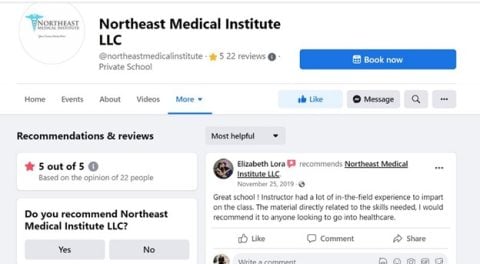 NORTHEAST
MEDICAL INSTITUTE
Northeast Medical Institute
LLC
@northeastmedicalinstitute · 5 22 reviews ·
Private School
Book now
Home Events About Videos More
Like Message
Recommendations & reviews
Most helpful
5 out of 5
Based on the opinion of 22 people
Do you recommend Northeast
Medical Institute LLC?
Yes No
Elizabeth Lora recommends Northeast Medical
Institute LLC.
November 25, 2019 ·
Great school ! Instructor had a lot of in-the-field experience to impart
on the class. The material directly related to the skills needed, I would
recommend it to anyone looking to go into healthcare.
Like Comment Share
Write a comment